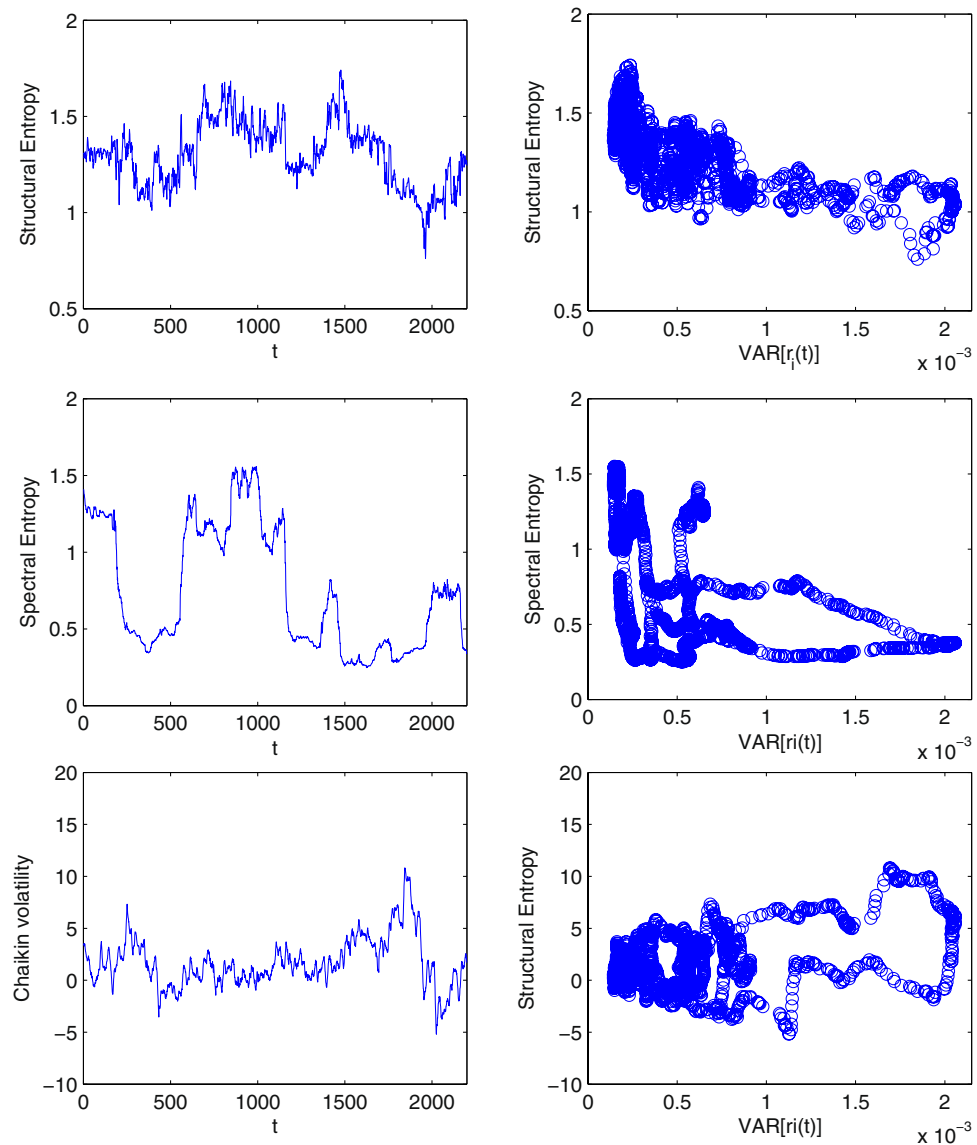 2
1.5
1
0.5
Structural Entropy
0 500 1000 1500 2000
t
2
1.5
1
0.5
Structural Entropy
0 0.5 1 1.5 2
VAR[r_i(t)]
x 10^-3
2
1.5
1
0.5
0
Spectral Entropy
0 500 1000 1500 2000
t
2
1.5
1
0.5
0
Spectral Entropy
0 0.5 1 1.5 2
VAR[ri(t)]
x 10^-3
20
15
10
5
0
−5
−10
Chaikin volatility
0 500 1000 1500 2000
t
20
15
10
5
0
−5
−10
Structural Entropy
0 0.5 1 1.5 2
VAR[ri(t)]
x 10^-3